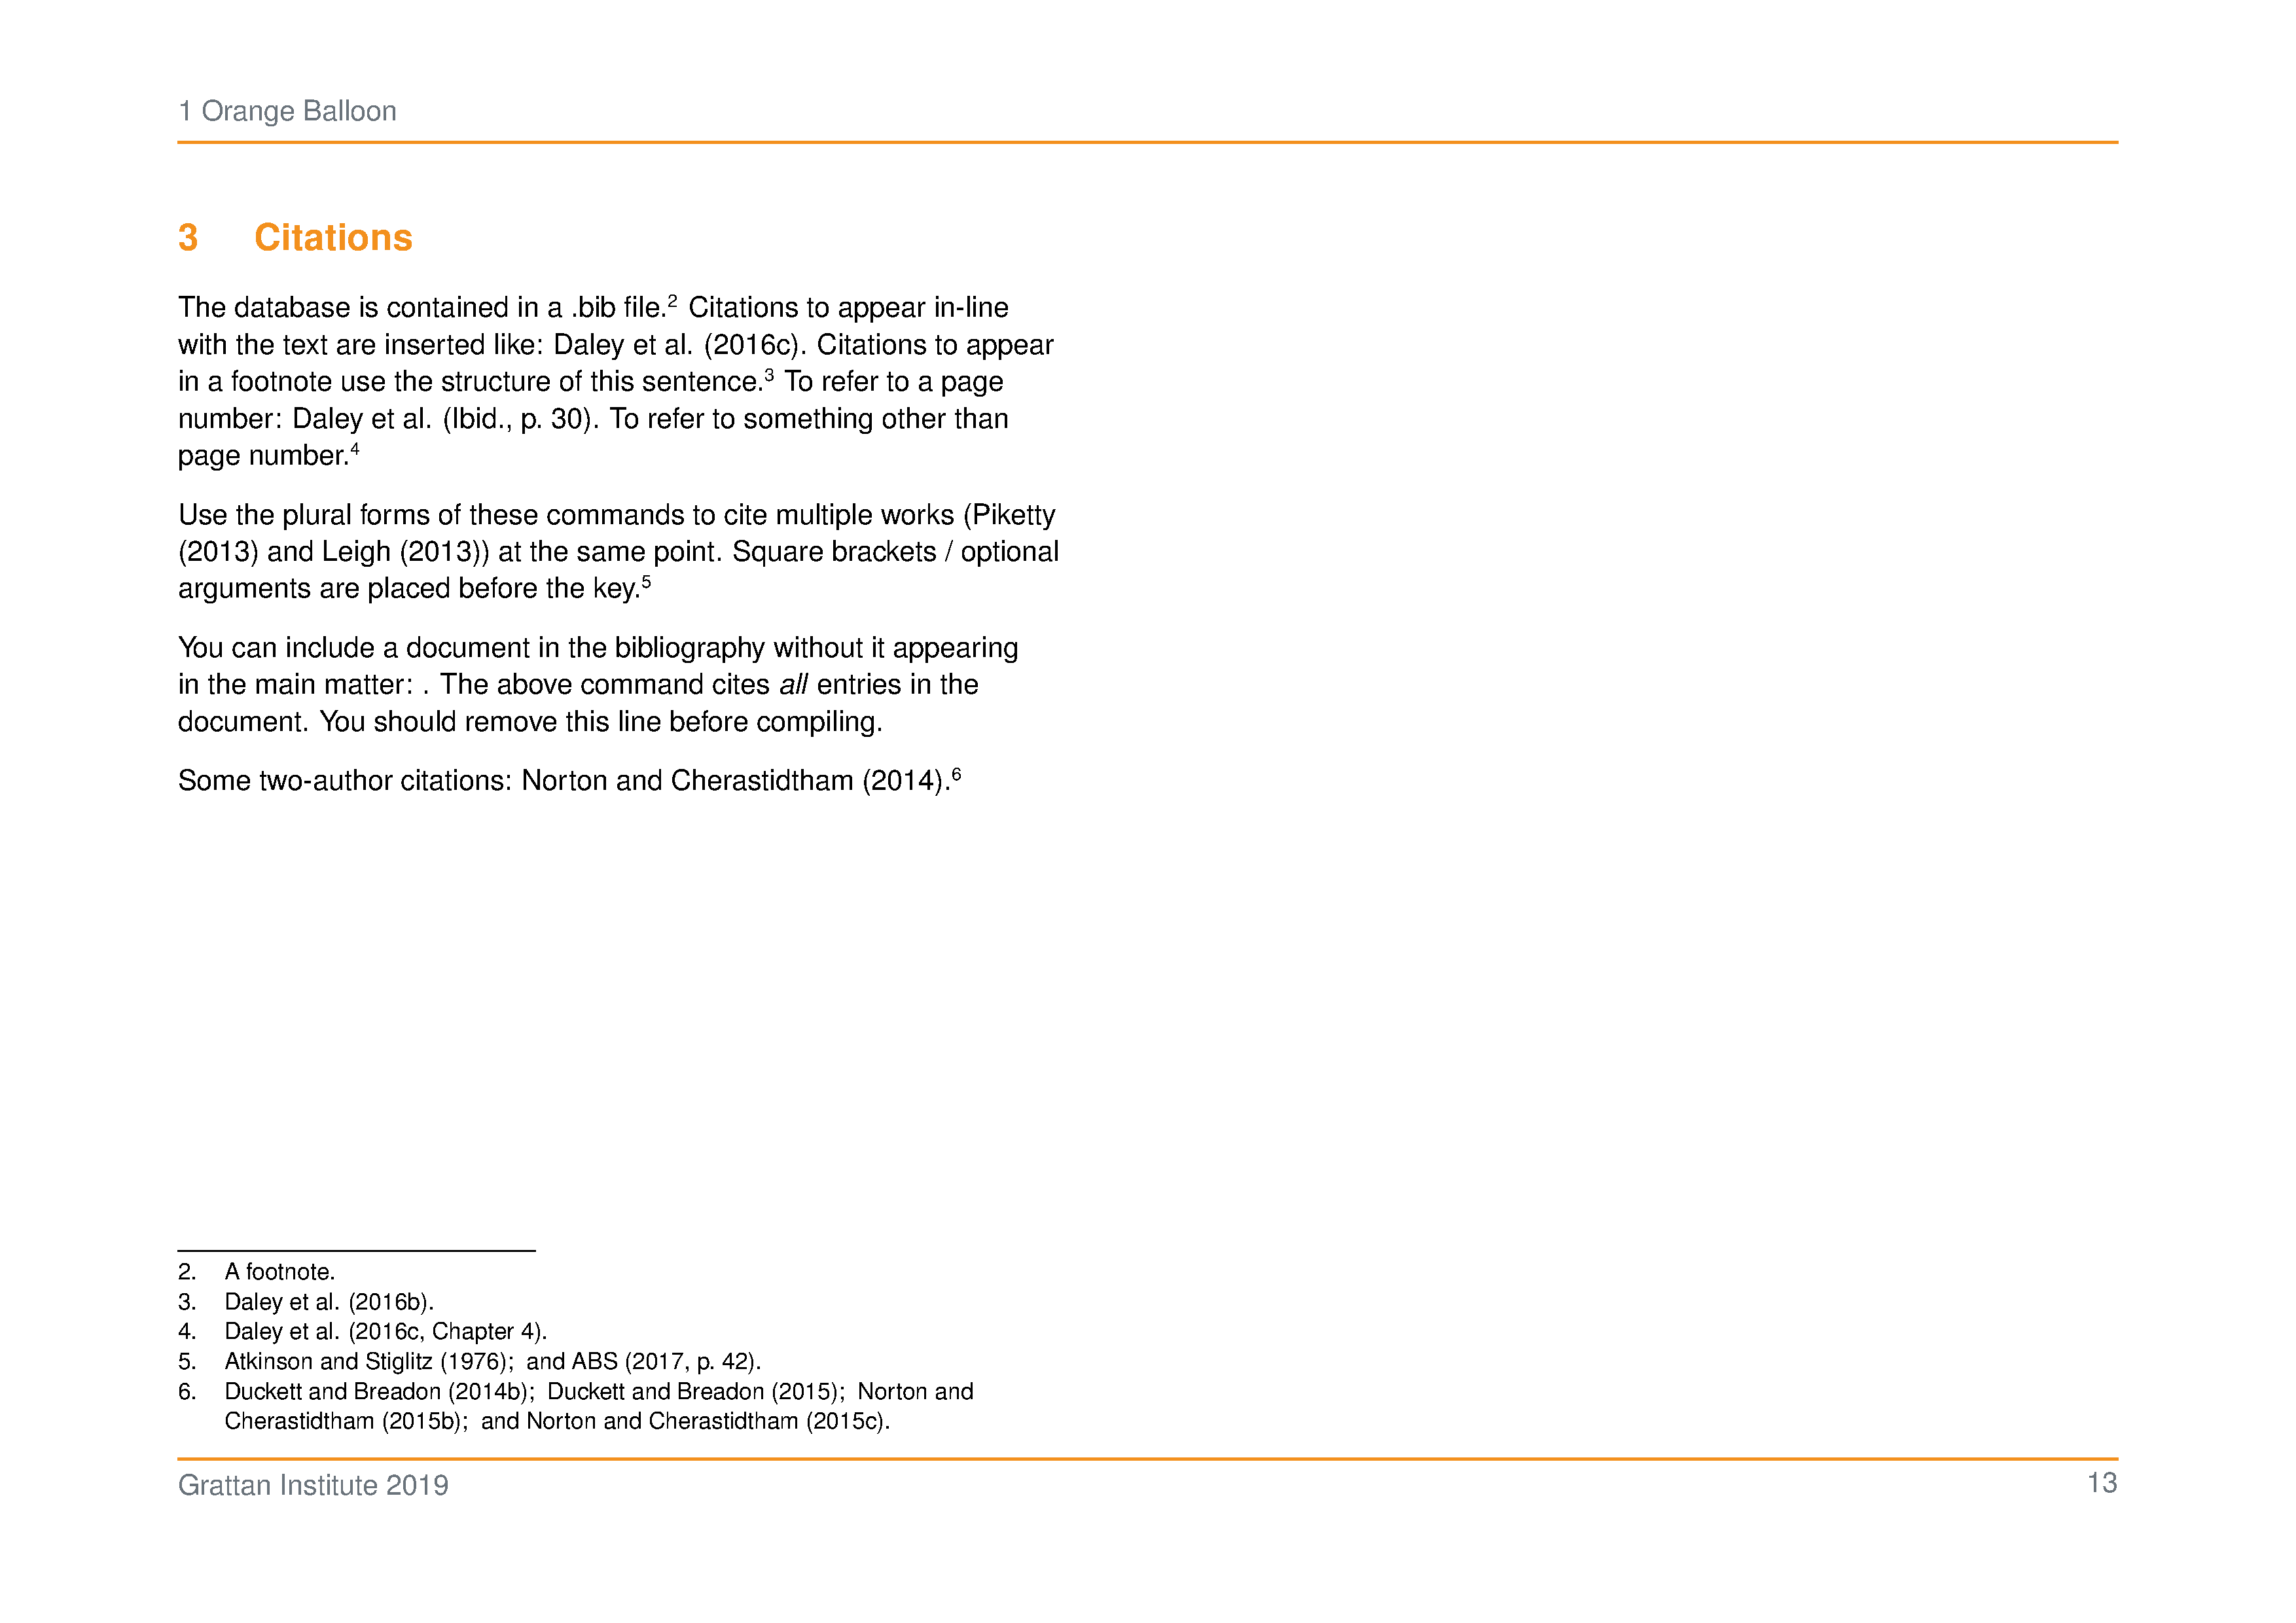 1 Orange Balloon
3 Citations
The database is contained in a .bib file.2 Citations to appear in-line
with the text are inserted like: Daley et al. (2016c). Citations to appear
in a footnote use the structure of this sentence.3 To refer to a page
number: Daley et al. (Ibid., p. 30). To refer to something other than
page number.4
Use the plural forms of these commands to cite multiple works (Piketty
(2013) and Leigh (2013)) at the same point. Square brackets / optional
arguments are placed before the key.5
You can include a document in the bibliography without it appearing
in the main matter: . The above command cites all entries in the
document. You should remove this line before compiling.
Some two-author citations: Norton and Cherastidtham (2014).6
2. A footnote.
3. Daley et al. (2016b).
4. Daley et al. (2016c, Chapter 4).
5. Atkinson and Stiglitz (1976); and ABS (2017, p. 42).
6. Duckett and Breadon (2014b); Duckett and Breadon (2015); Norton and
Cherastidtham (2015b); and Norton and Cherastidtham (2015c).
Grattan Institute 2019
13